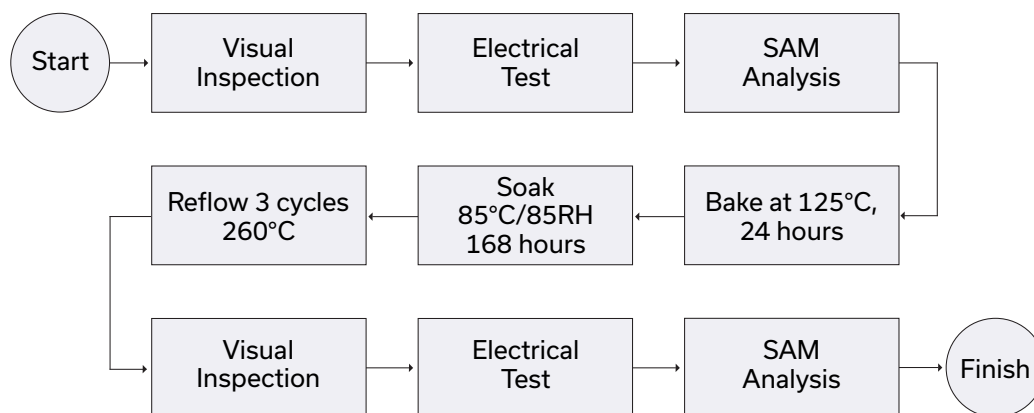 Start
Visual
Inspection
Electrical
Test
SAM
Analysis
Bake at 125°C,
24 hours
Soak
85°C/85RH
168 hours
Reflow 3 cycles
260°C
Visual
Inspection
Electrical
Test
SAM
Analysis
Finish